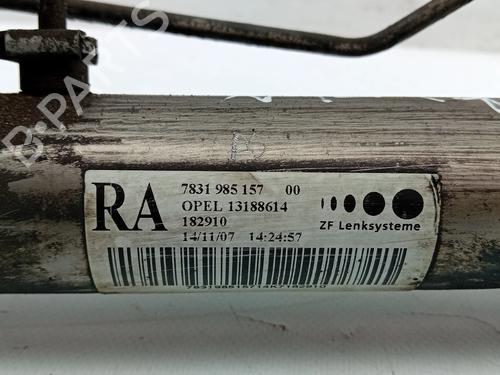 B-PARTS
RA
7831 985 157 00
OPEL 13188614
182910
14/11/07 14:24:57
ZF Lenksysteme